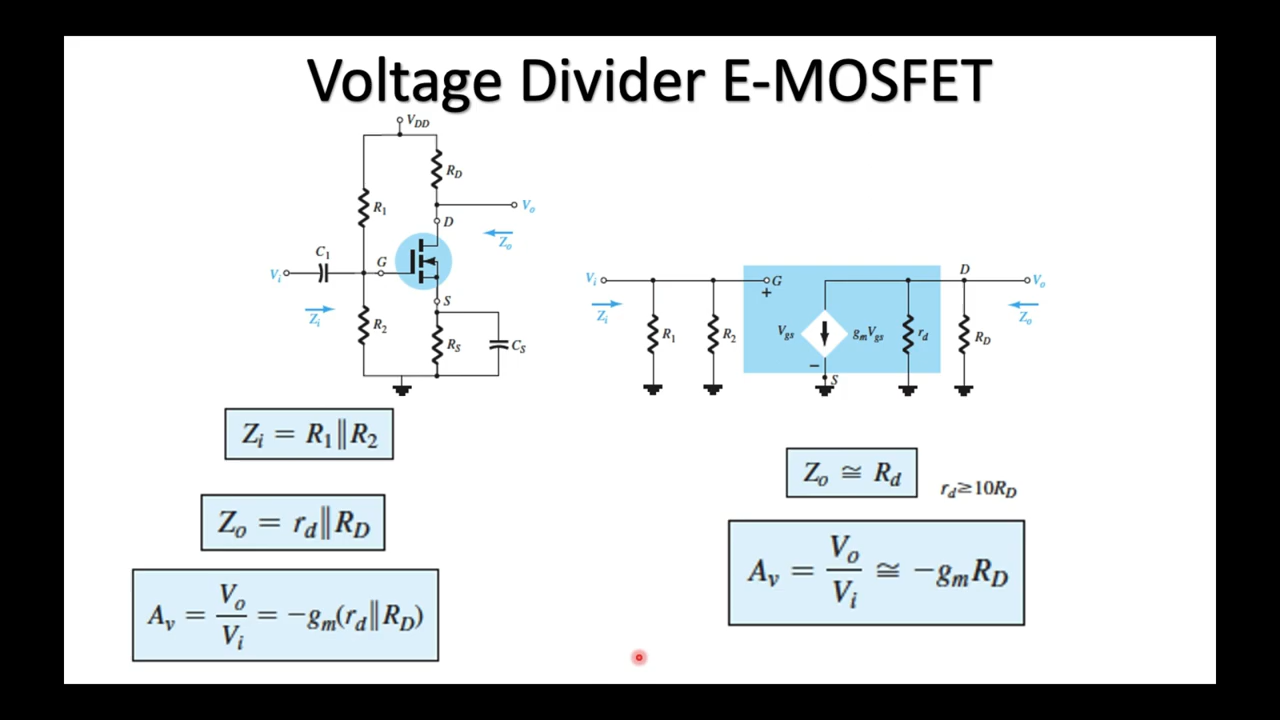 Voltage Divider E-MOSFET
V_DD
R_D
R_1
V_o
D
Z_o
C_1
V_i
G
Z_i
S
R_2
R_S
C_S
V_i
G
D
V_o
+
Z_i
Z_o
R_1
R_2
V_gs
g_mV_gs
r_d
R_D
−
S
Z_i = R_1‖R_2
Z_o ≅ R_d
r_d≥10R_D
Z_o = r_d‖R_D
A_v = V_o/V_i ≅ −g_mR_D
A_v = V_o/V_i = −g_m(r_d‖R_D)